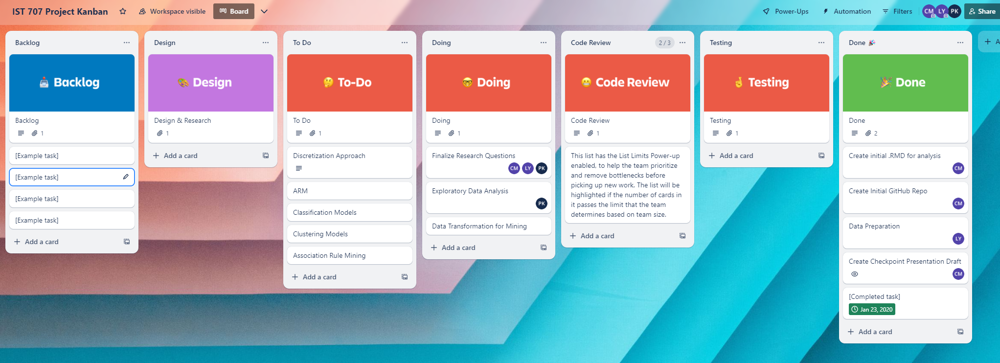 IST 707 Project Kanban
Workspace visible
Board
Power-Ups
Automation
Filters
CM
LY
PK
Share
Backlog
Backlog
Backlog
1
[Example task]
[Example task]
[Example task]
[Example task]
Add a card
Design
Design
Design & Research
1
Add a card
To Do
To-Do
To Do
1
Discretization Approach
ARM
Classification Models
Clustering Models
Association Rule Mining
Add a card
Doing
Doing
Doing
1
Finalize Research Questions
CM LY PK
Exploratory Data Analysis
PK
Data Transformation for Mining
Add a card
Code Review
2 / 3
Code Review
Code Review
1
This list has the List Limits Power-up
enabled, to help the team prioritize
and remove bottlenecks before
picking up new work. The list will be
highlighted if the number of cards in
it passes the limit that the team
determines based on team size.
Add a card
Testing
Testing
Testing
1
Add a card
Done
Done
Done
2
Create initial .RMD for analysis
CM
Create Initial GitHub Repo
CM
Data Preparation
LY
Create Checkpoint Presentation Draft
CM
[Completed task]
Jan 23, 2020
Add a card